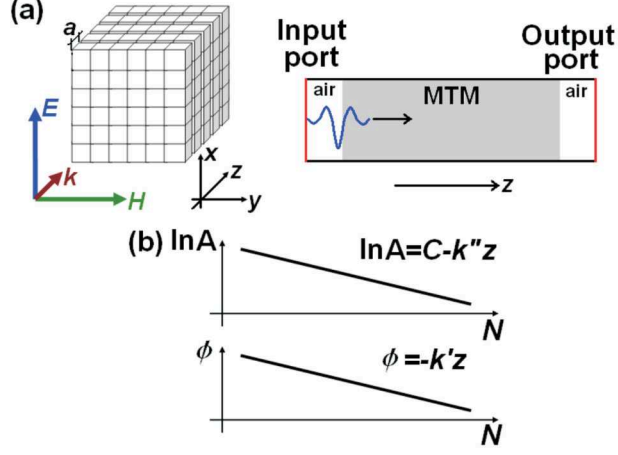 (a)
a
E
k
H
x
z
y
Input port
Output port
air
MTM
air
z
(b)
lnA
lnA=C-k"z
N
ϕ
ϕ=-k'z
N